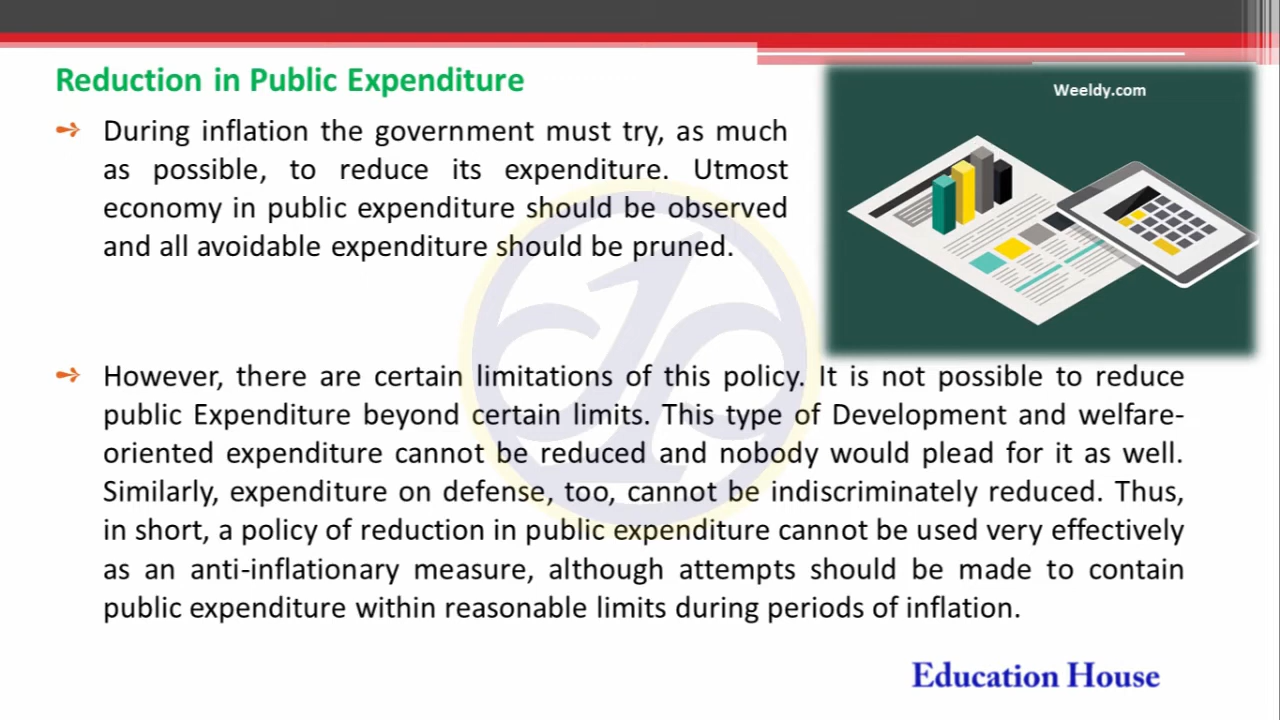 Reduction in Public Expenditure
Weeldy.com
During inflation the government must try, as much
as possible, to reduce its expenditure. Utmost
economy in public expenditure should be observed
and all avoidable expenditure should be pruned.
However, there are certain limitations of this policy. It is not possible to reduce
public Expenditure beyond certain limits. This type of Development and welfare-
oriented expenditure cannot be reduced and nobody would plead for it as well.
Similarly, expenditure on defense, too, cannot be indiscriminately reduced. Thus,
in short, a policy of reduction in public expenditure cannot be used very effectively
as an anti-inflationary measure, although attempts should be made to contain
public expenditure within reasonable limits during periods of inflation.
Education House